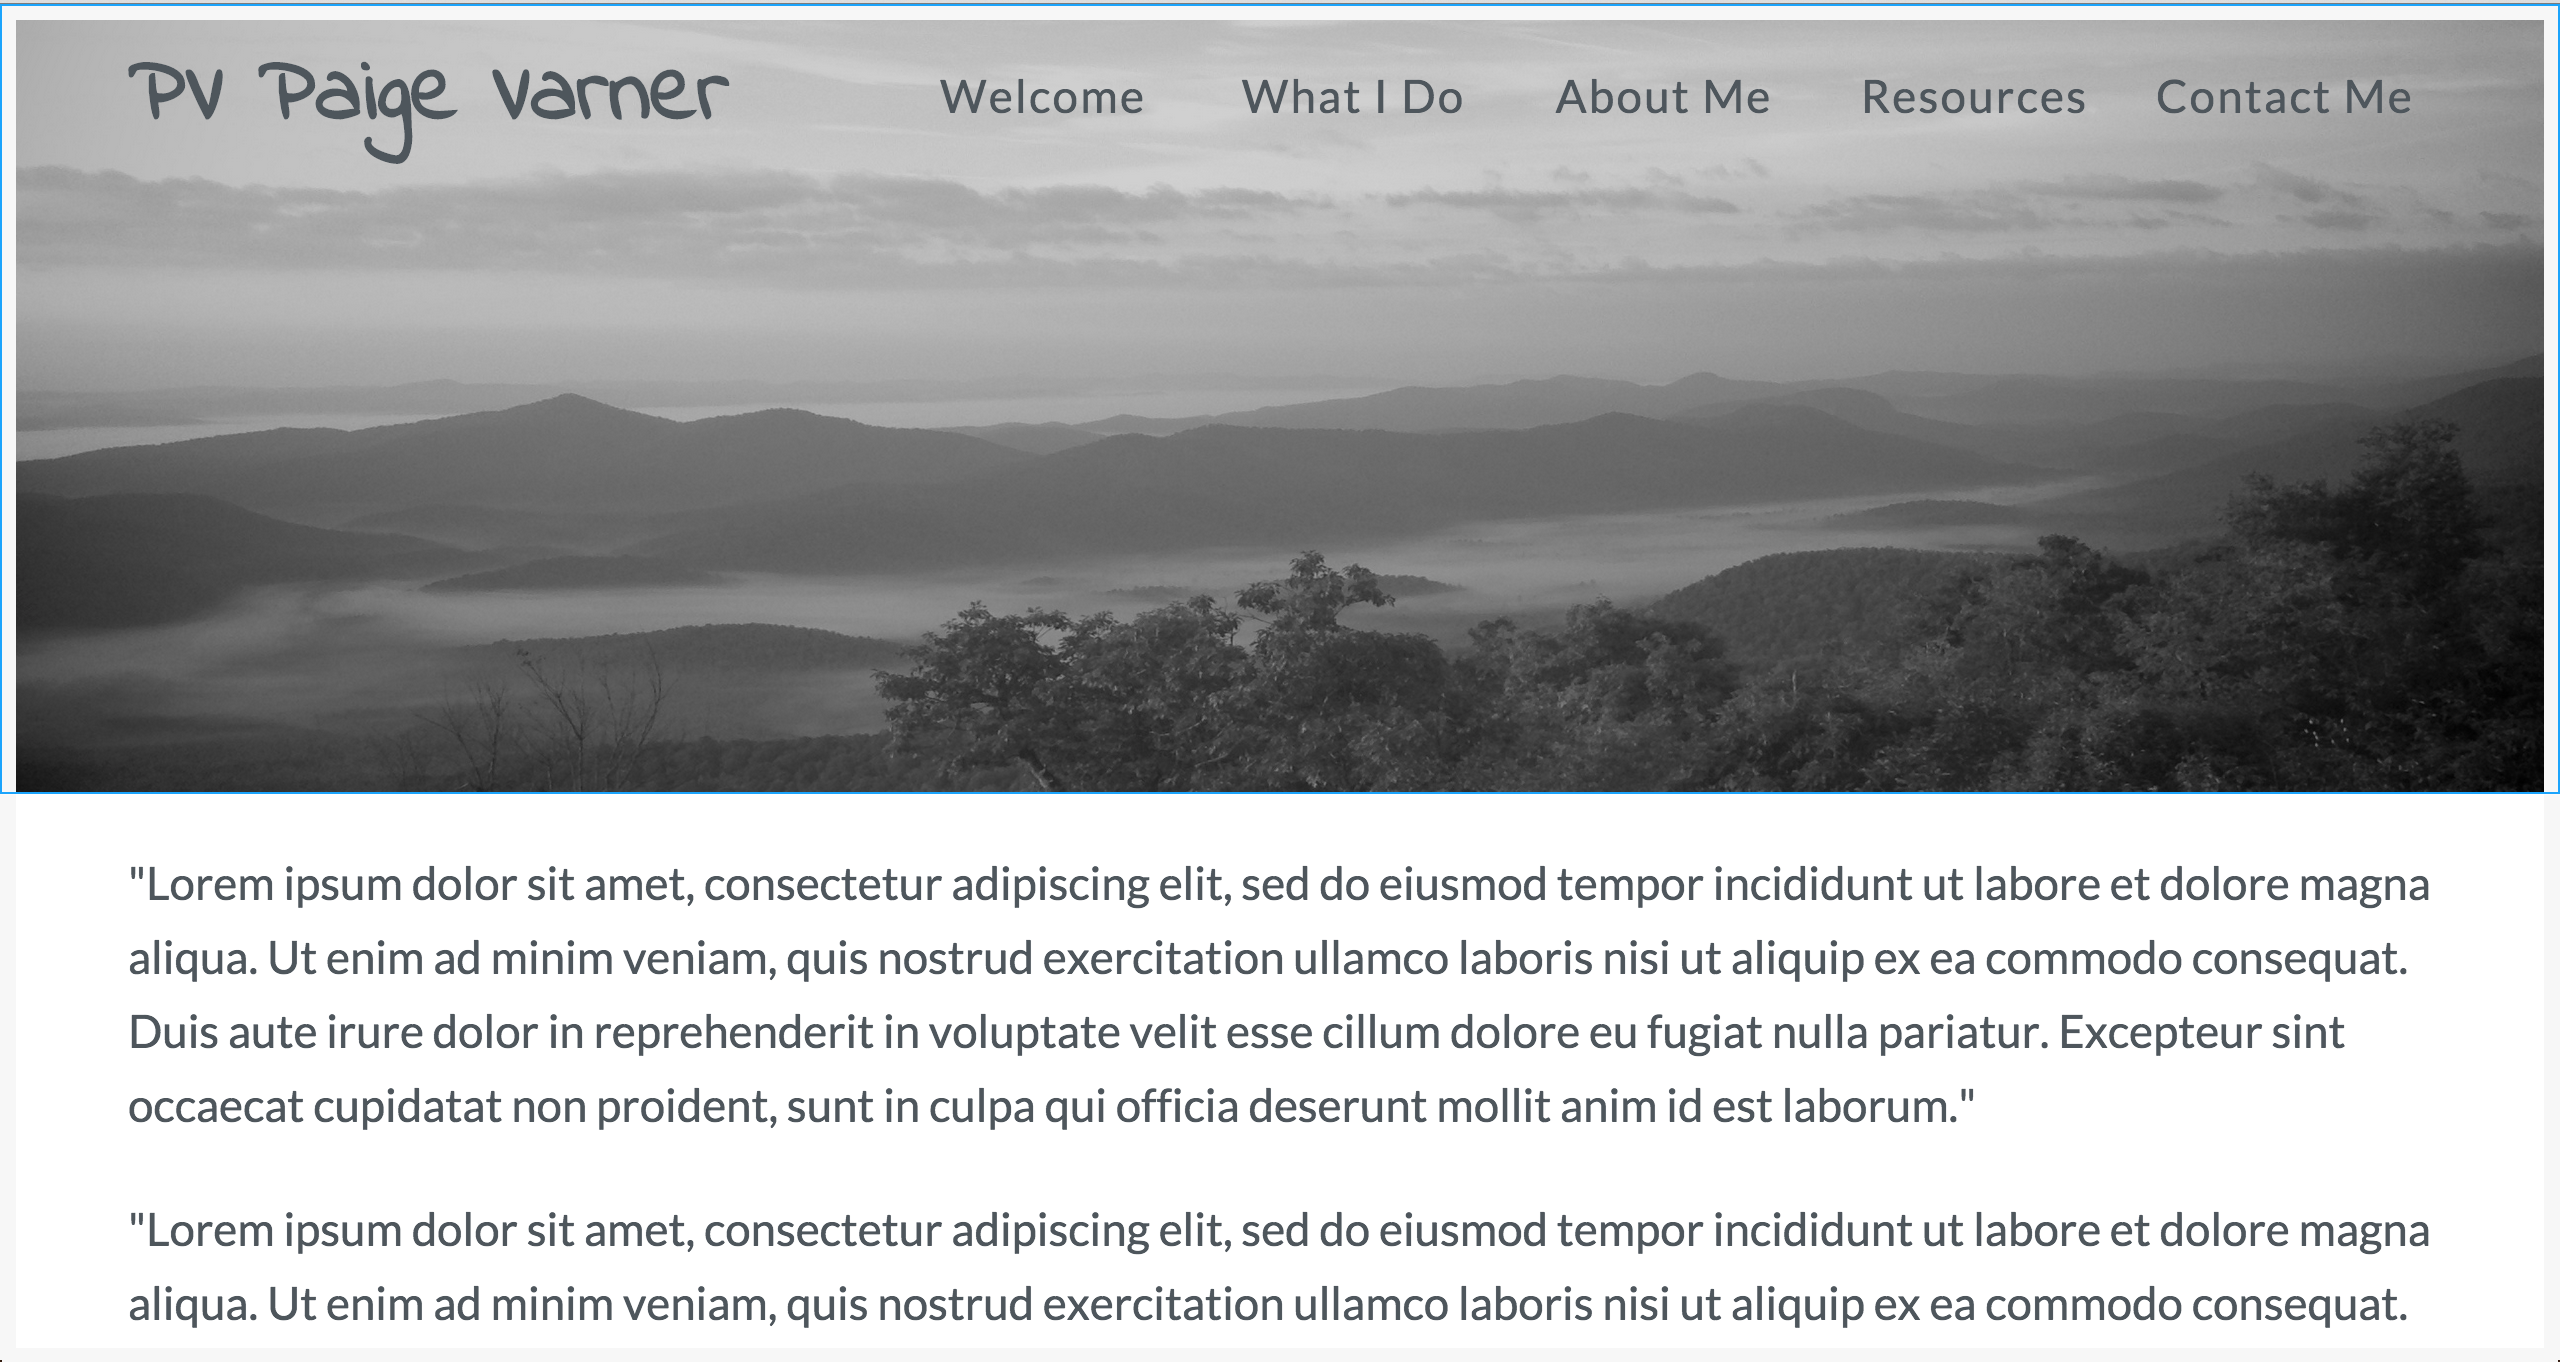 PV Paige Varner
Welcome What I Do About Me Resources Contact Me
"Lorem ipsum dolor sit amet, consectetur adipiscing elit, sed do eiusmod tempor incididunt ut labore et dolore magna
aliqua. Ut enim ad minim veniam, quis nostrud exercitation ullamco laboris nisi ut aliquip ex ea commodo consequat.
Duis aute irure dolor in reprehenderit in voluptate velit esse cillum dolore eu fugiat nulla pariatur. Excepteur sint
occaecat cupidatat non proident, sunt in culpa qui officia deserunt mollit anim id est laborum."
"Lorem ipsum dolor sit amet, consectetur adipiscing elit, sed do eiusmod tempor incididunt ut labore et dolore magna
aliqua. Ut enim ad minim veniam, quis nostrud exercitation ullamco laboris nisi ut aliquip ex ea commodo consequat.